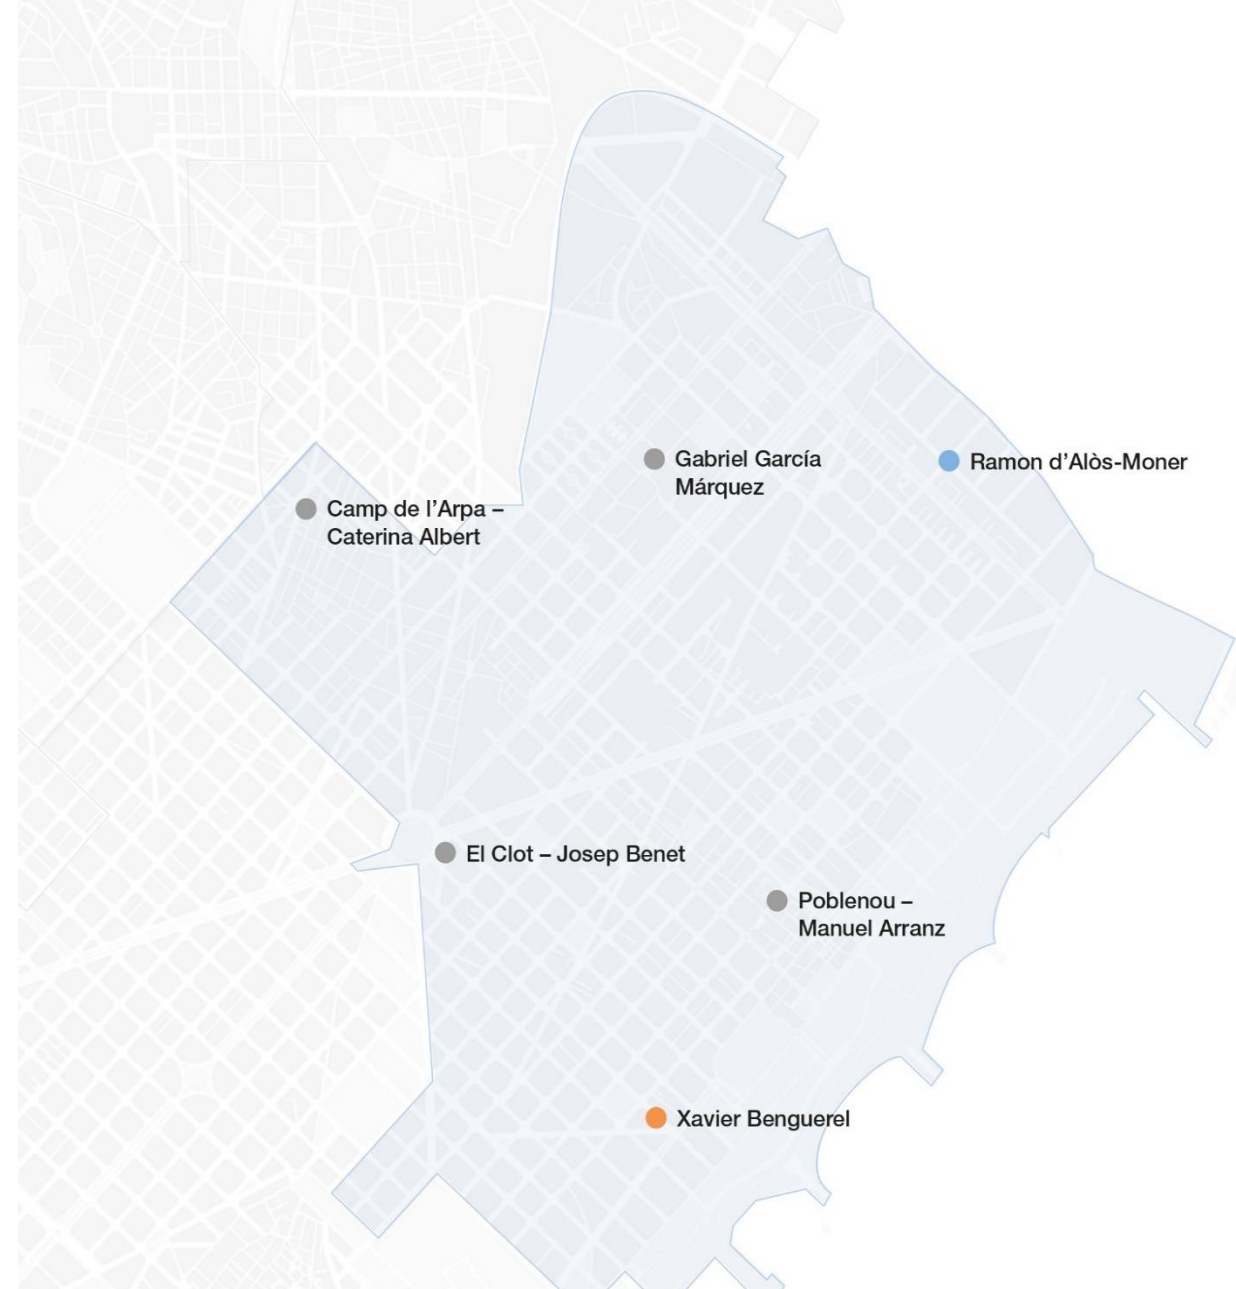 Gabriel García
Márquez
Ramon d’Alòs-Moner
Camp de l’Arpa –
Caterina Albert
El Clot – Josep Benet
Poblenou –
Manuel Arranz
Xavier Benguerel